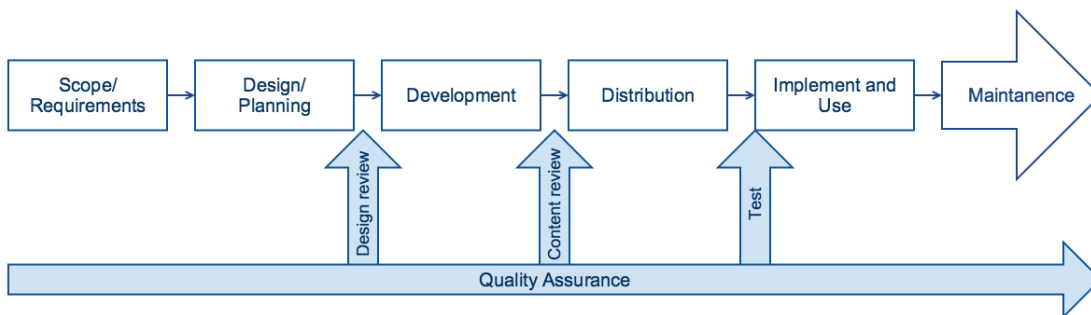 Scope/
Requirements
Design/
Planning
Development
Distribution
Implement and
Use
Maintanence
Design review
Content review
Test
Quality Assurance